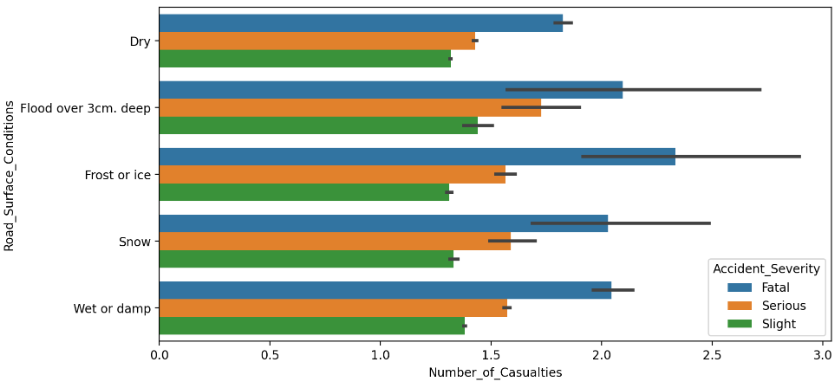 Road_Surface_Conditions
Dry
Flood over 3cm. deep
Frost or ice
Snow
Wet or damp
Accident_Severity
Fatal
Serious
Slight
0.0 0.5 1.0 1.5 2.0 2.5 3.0
Number_of_Casualties